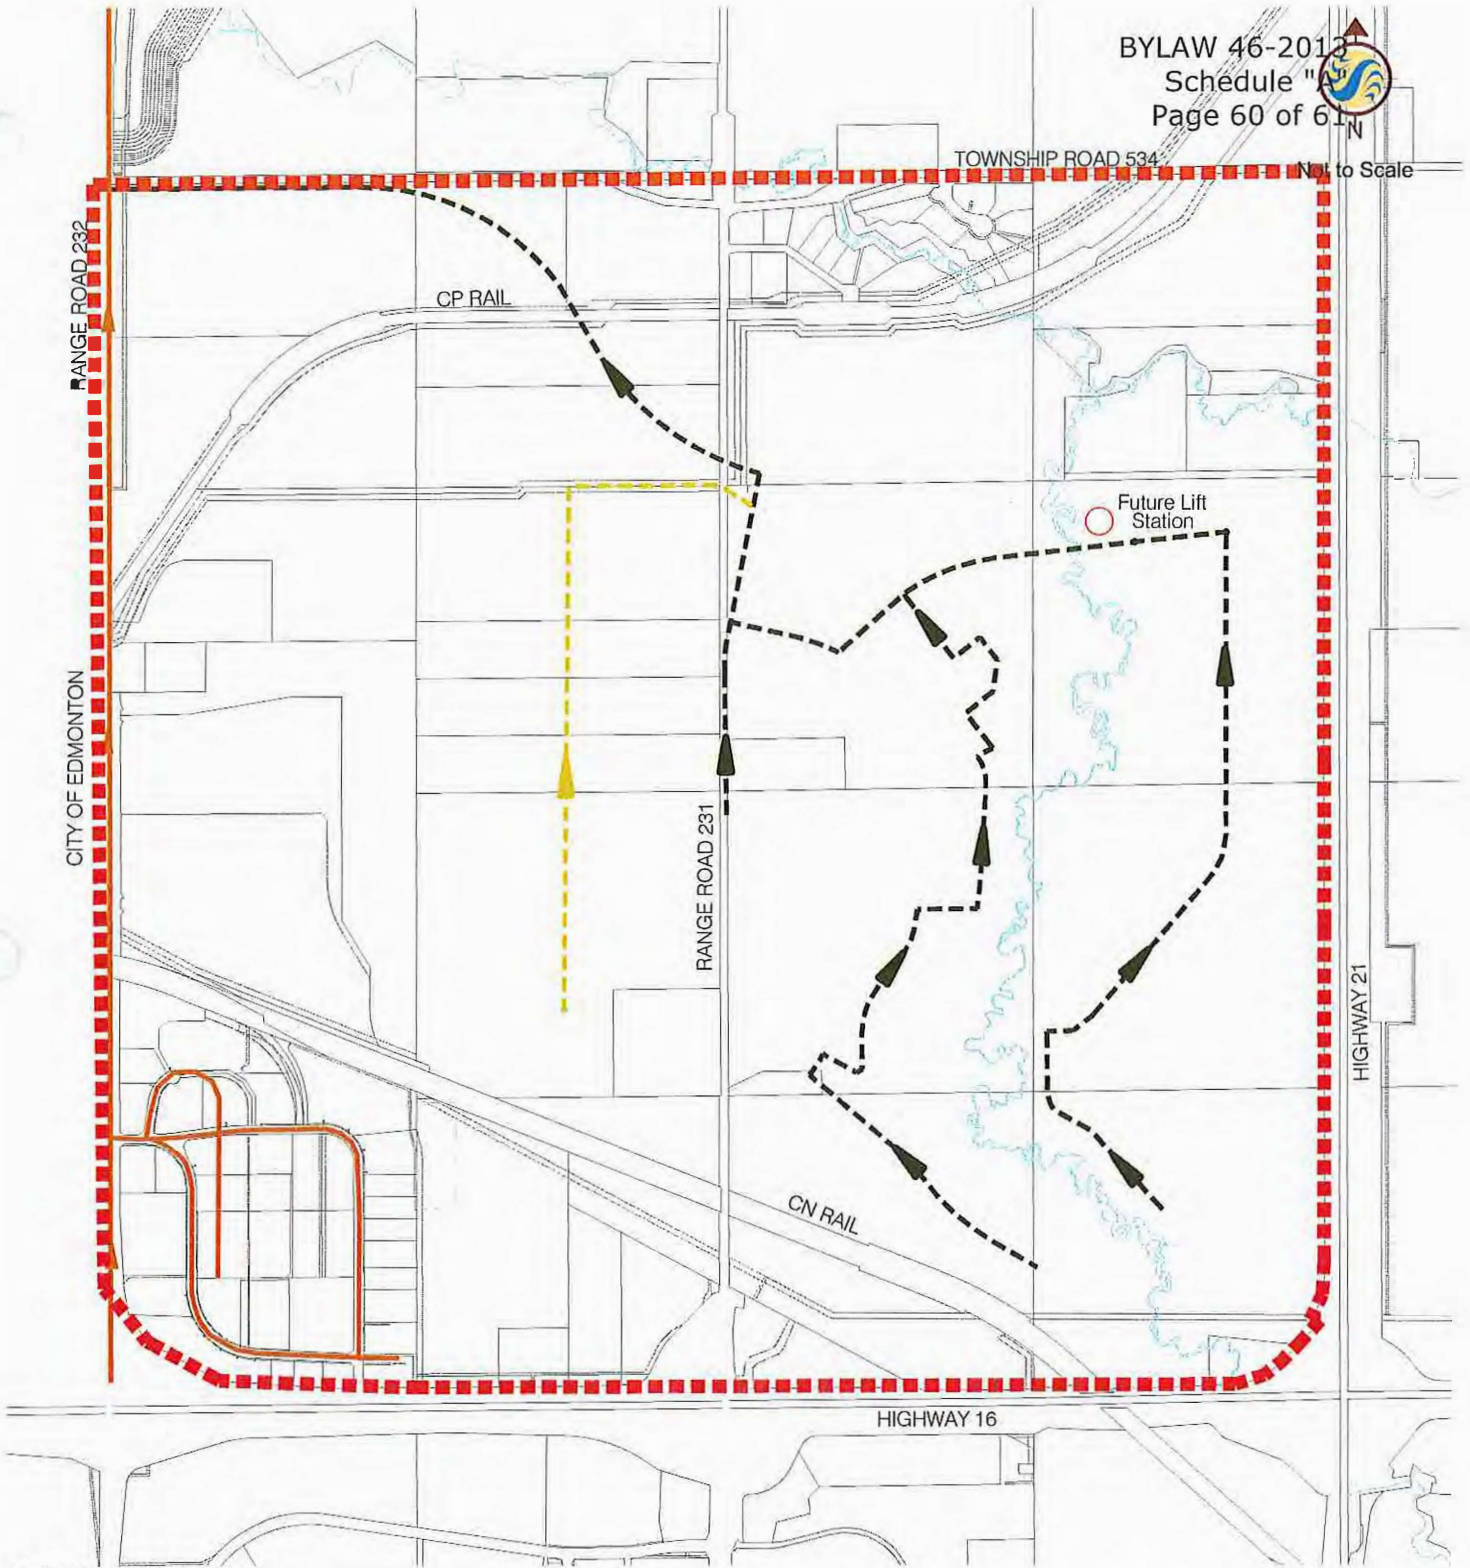 BYLAW 46-2013
Schedule "A"
Page 60 of 61
N
Not to Scale
TOWNSHIP ROAD 534
RANGE ROAD 232
CP RAIL
Future Lift
Station
CITY OF EDMONTON
RANGE ROAD 231
HIGHWAY 21
CN RAIL
HIGHWAY 16